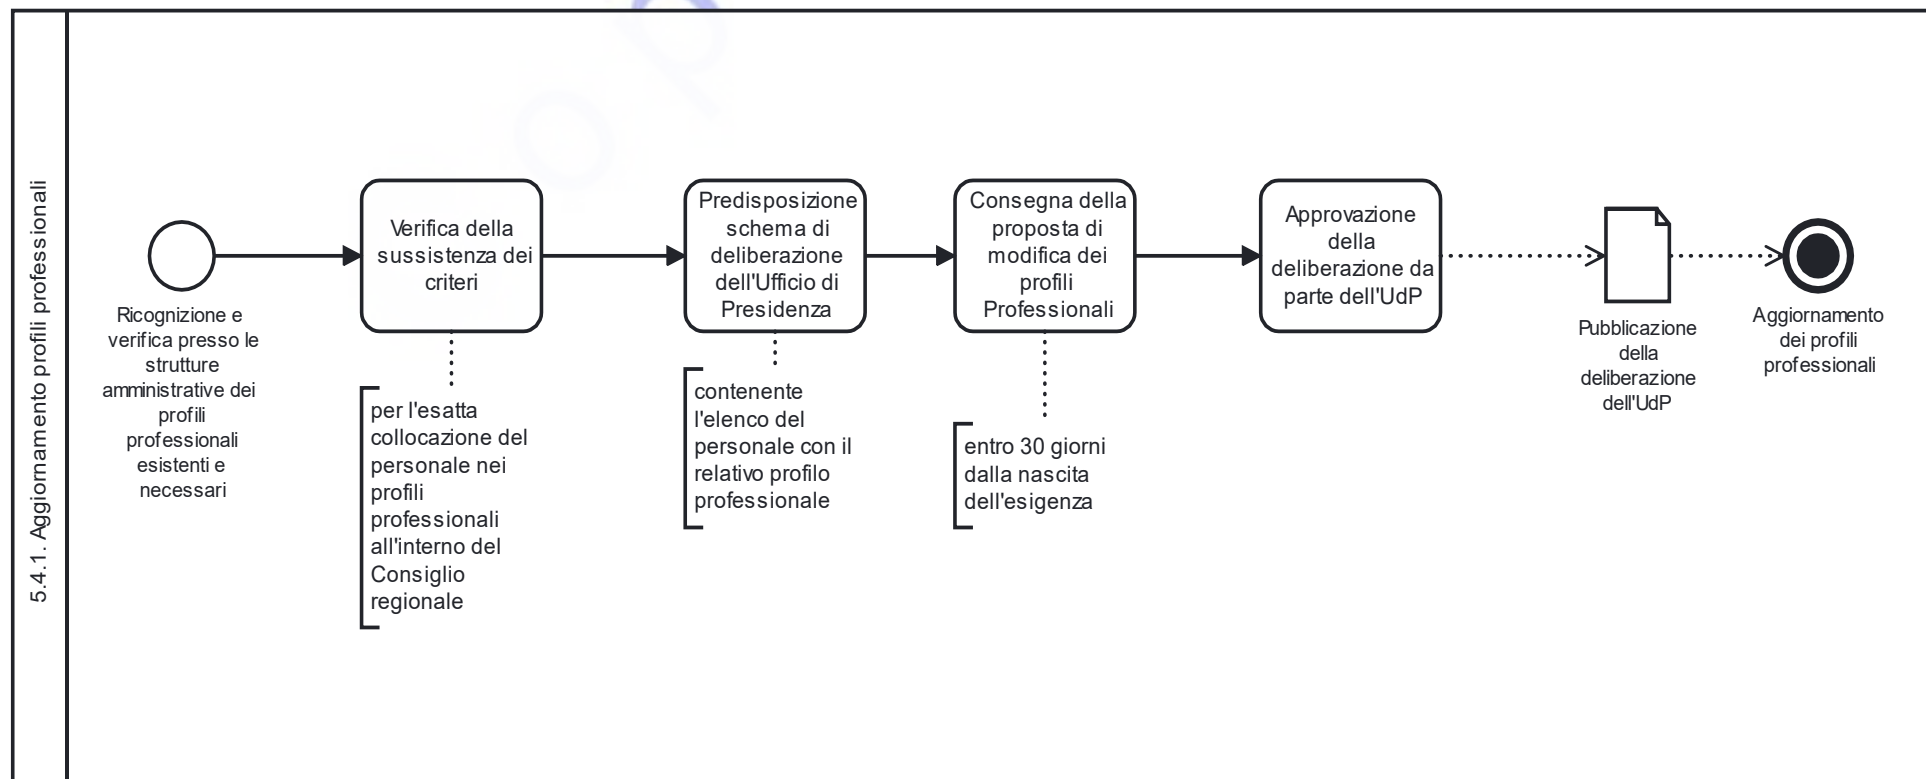 5.4.1. Aggiornamento profili professionali
Ricognizione e
verifica presso le
strutture
amministrative dei
profili
professionali
esistenti e
necessari
Verifica della
sussistenza dei
criteri
per l'esatta
collocazione del
personale nei
profili
professionali
all'interno del
Consiglio
regionale
Predisposizione
schema di
deliberazione
dell'Ufficio di
Presidenza
contenente
l'elenco del
personale con il
relativo profilo
professionale
Consegna della
proposta di
modifica dei
profili
Professionali
entro 30 giorni
dalla nascita
dell'esigenza
Approvazione
della
deliberazione da
parte dell'UdP
Pubblicazione
della
deliberazione
dell'UdP
Aggiornamento
dei profili
professionali